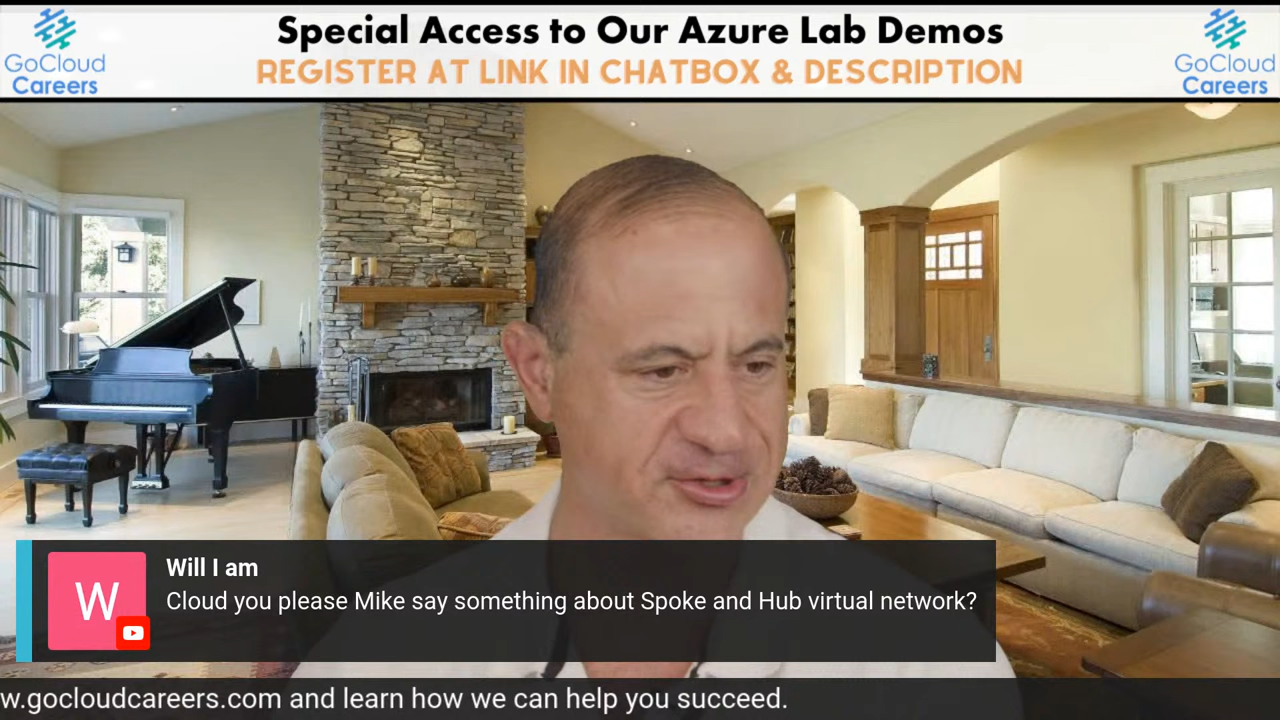 Special Access to Our Azure Lab Demos
REGISTER AT LINK IN CHATBOX & DESCRIPTION
GoCloud
Careers
GoCloud
Careers
W
Will I am
Cloud you please Mike say something about Spoke and Hub virtual network?
w.gocloudcareers.com and learn how we can help you succeed.